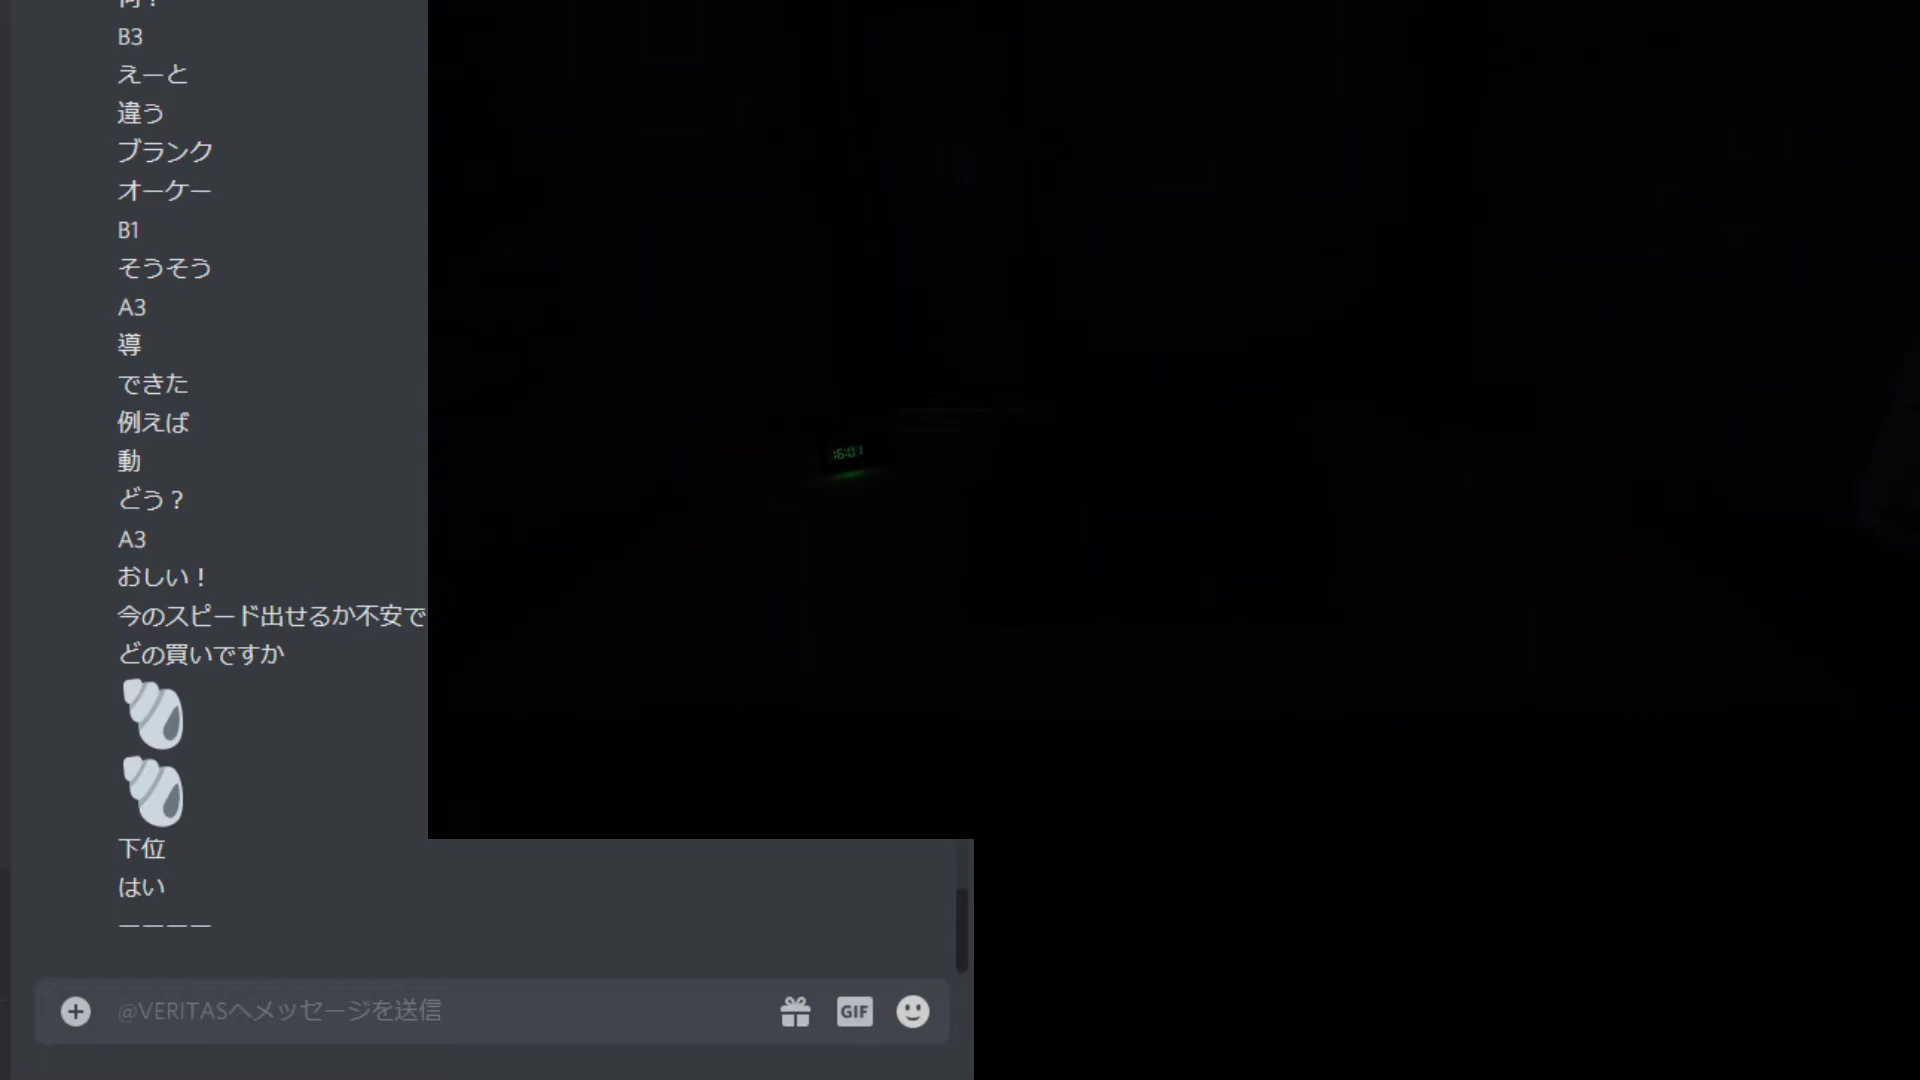 何？
B3
えーと
違う
ブランク
オーケー
B1
そうそう
A3
導
できた
例えば
動
どう？
A3
おしい！
今のスピード出せるか不安で
どの買いですか
下位
はい
ーーーー
@VERITASへメッセージを送信
GIF
16:01